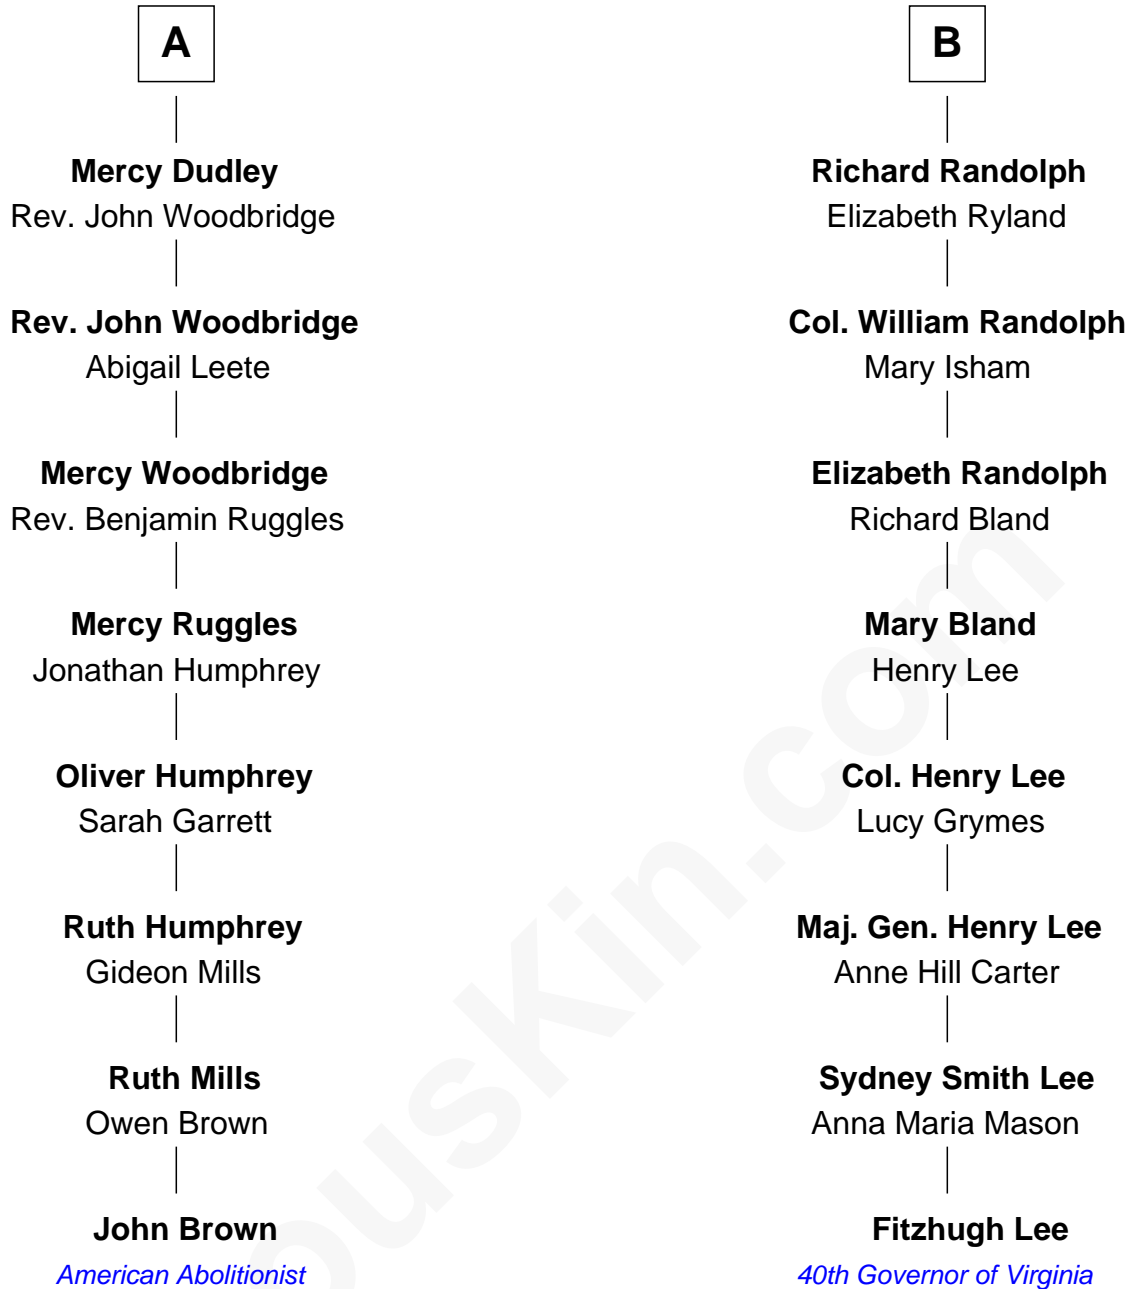 A
Mercy Dudley
Rev. John Woodbridge
Rev. John Woodbridge
Abigail Leete
Mercy Woodbridge
Rev. Benjamin Ruggles
Mercy Ruggles
Jonathan Humphrey
Oliver Humphrey
Sarah Garrett
Ruth Humphrey
Gideon Mills
Ruth Mills
Owen Brown
John Brown
American Abolitionist
B
Richard Randolph
Elizabeth Ryland
Col. William Randolph
Mary Isham
Elizabeth Randolph
Richard Bland
Mary Bland
Henry Lee
Col. Henry Lee
Lucy Grymes
Maj. Gen. Henry Lee
Anne Hill Carter
Sydney Smith Lee
Anna Maria Mason
Fitzhugh Lee
40th Governor of Virginia
ousKin.com